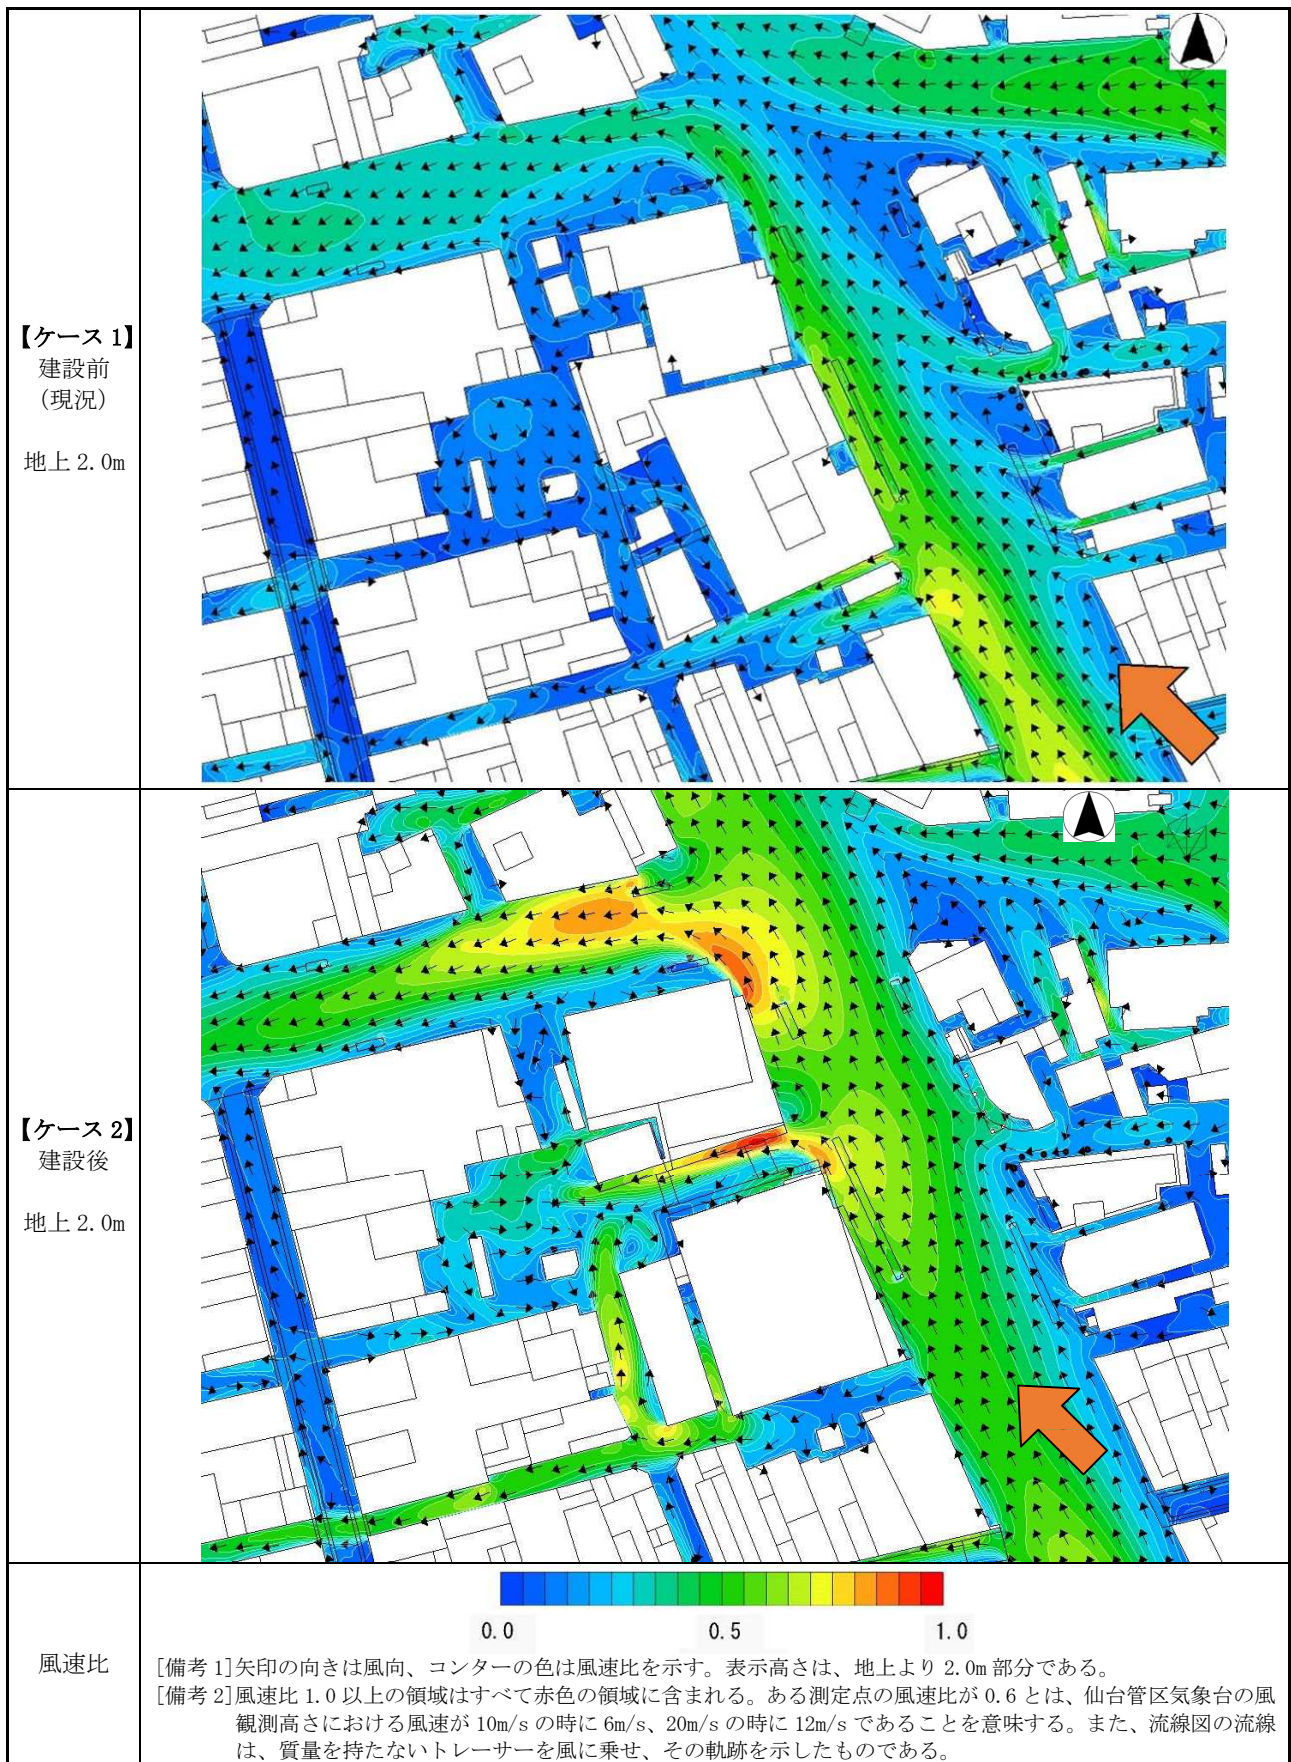 【ケース 1】
建設前
（現況）
地上 2.0m
【ケース 2】
建設後
地上 2.0m
風速比
0.0 0.5 1.0
[備考 1]矢印の向きは風向、コンターの色は風速比を示す。表示高さは、地上より 2.0m 部分である。
[備考 2]風速比 1.0 以上の領域はすべて赤色の領域に含まれる。ある測定点の風速比が 0.6 とは、仙台管区気象台の風
観測高さにおける風速が 10m/s の時に 6m/s、20m/s の時に 12m/s であることを意味する。また、流線図の流線
は、質量を持たないトレーサーを風に乗せ、その軌跡を示したものである。